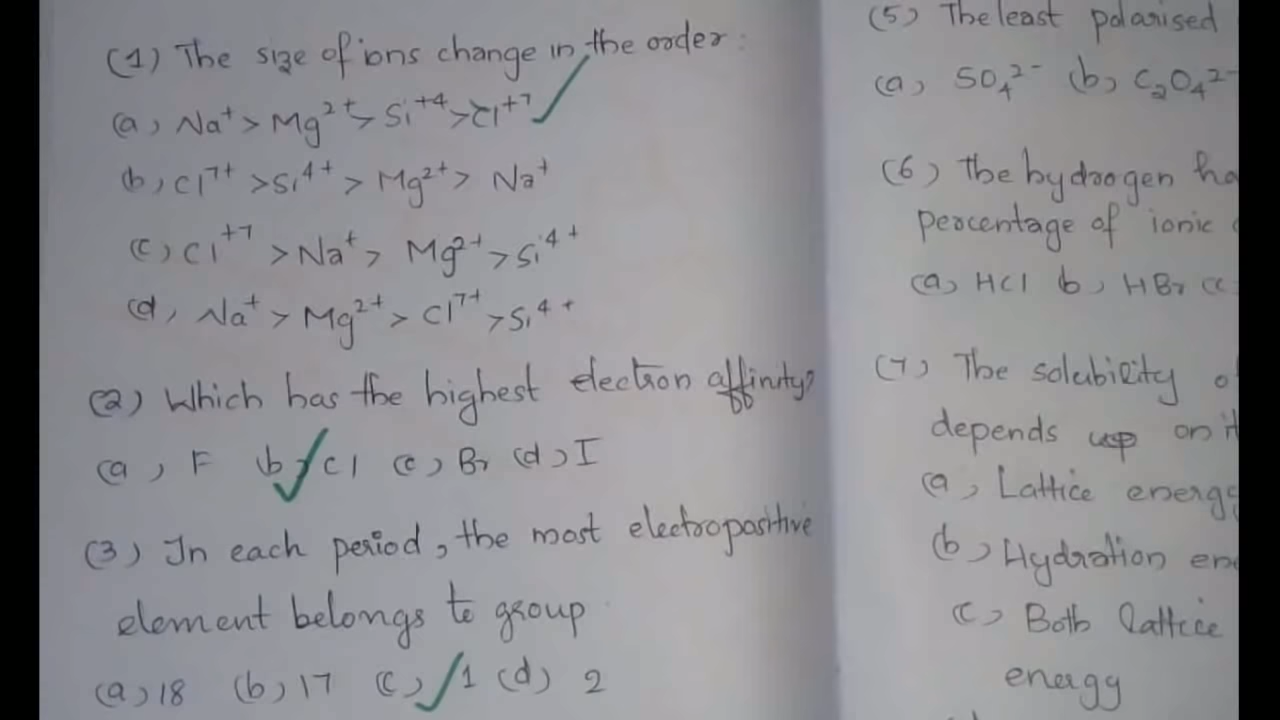 (1) The size of ions change in the order:
(a) Na⁺ > Mg²⁺ > Si⁺⁴ > Cl⁺⁷
(b) Cl⁷⁺ > Si⁴⁺ > Mg²⁺ > Na⁺
(c) Cl⁺⁷ > Na⁺ > Mg²⁺ > Si⁴⁺
(d) Na⁺ > Mg²⁺ > Cl⁷⁺ > Si⁴⁺
(2) Which has the highest electron affinity?
(a) F (b) Cl (c) Br (d) I
(3) In each period, the most electropositive
element belongs to group
(a) 18 (b) 17 (c) 1 (d) 2
(5) The least polarised
(a) SO₄²⁻ (b) C₂O₄²⁻
(6) The hydrogen ha
percentage of ionic
(a) HCl b) HBr (c
(7) The solubility o
depends up on it
(a) Lattice energy
(b) Hydration ene
(c) Both lattice
energy